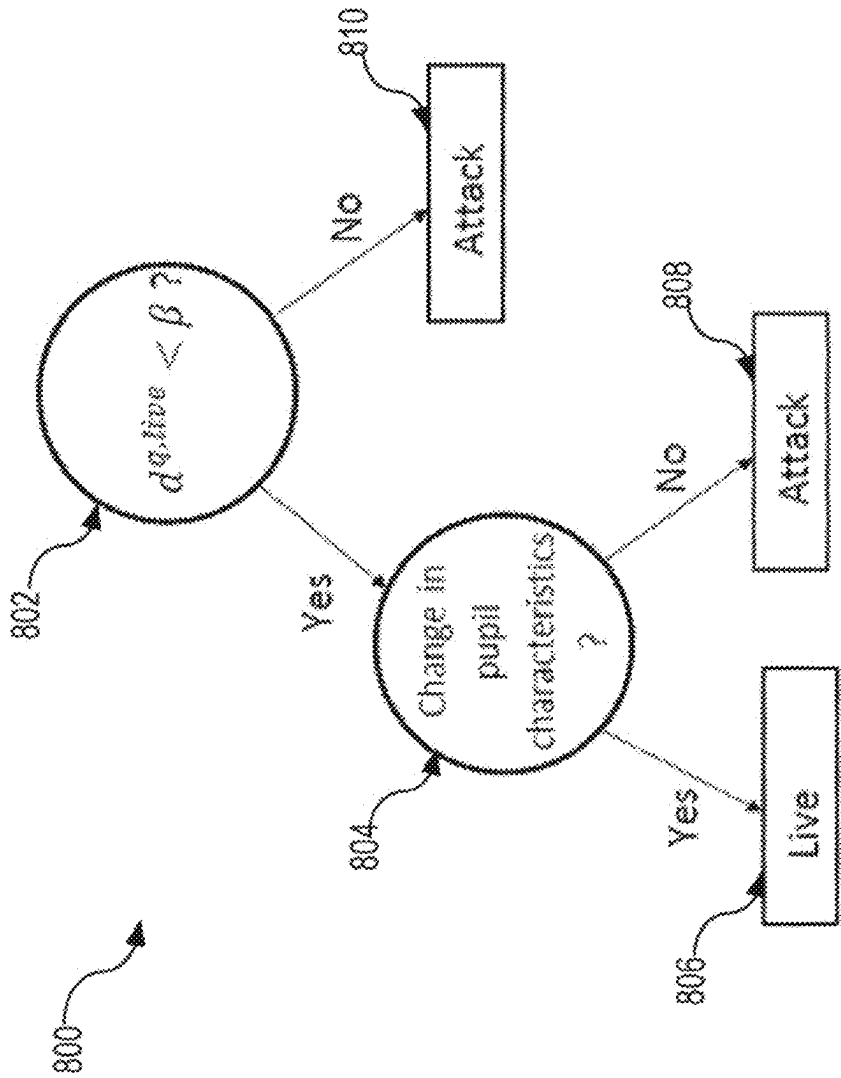 800
802
d^{q,live} < β ?
Yes
No
810
Attack
804
Change in
pupil
characteristics
?
Yes
No
806
Live
808
Attack